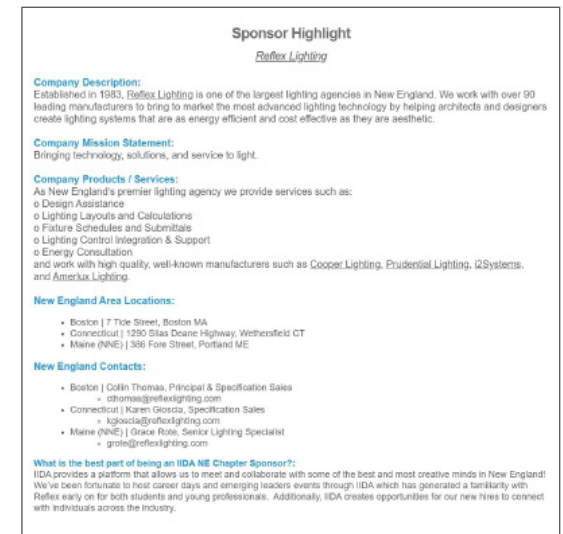 Sponsor Highlight
Reflex Lighting
Company Description:
Established in 1983, Reflex Lighting is one of the largest lighting agencies in New England. We work with over 90
leading manufacturers to bring to market the most advanced lighting technology by helping architects and designers
create lighting systems that are as energy efficient and cost effective as they are aesthetic.
Company Mission Statement:
Bringing technology, solutions, and service to light.
Company Products / Services:
As New England's premier lighting agency we provide services such as:
o Design Assistance
o Lighting Layouts and Calculations
o Fixture Schedules and Submittals
o Lighting Control Integration & Support
o Energy Consultation
and work with high quality, well-known manufacturers such as Cooper Lighting, Prudential Lighting, i2Systems,
and Amerlux Lighting.
New England Area Locations:
• Boston | 7 Tide Street, Boston MA
• Connecticut | 1290 Silas Deane Highway, Wethersfield CT
• Maine (NNE) | 386 Fore Street, Portland ME
New England Contacts:
• Boston | Collin Thomas, Principal & Specification Sales
◦ cthomas@reflexlighting.com
• Connecticut | Karen Gioscia, Specification Sales
◦ kgioscia@reflexlighting.com
• Maine (NNE) | Grace Rote, Senior Lighting Specialist
◦ grote@reflexlighting.com
What is the best part of being an IIDA NE Chapter Sponsor?:
IIDA provides a platform that allows us to meet and collaborate with some of the best and most creative minds in New England!
We've been fortunate to host career days and emerging leaders events through IIDA which has generated a familiarity with
Reflex early on for both students and young professionals. Additionally, IIDA creates opportunities for our new hires to connect
with individuals across the industry.